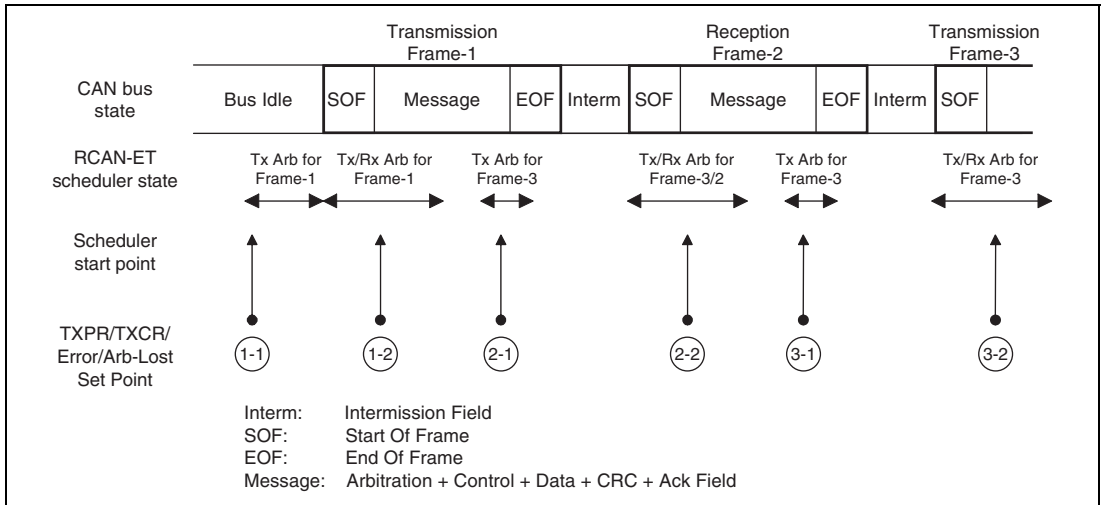 Transmission Frame-1
Reception Frame-2
Transmission Frame-3
CAN bus state
Bus Idle
SOF
Message
EOF
Interm
SOF
Message
EOF
Interm
SOF
RCAN-ET scheduler state
Tx Arb for Frame-1
Tx/Rx Arb for Frame-1
Tx Arb for Frame-3
Tx/Rx Arb for Frame-3/2
Tx Arb for Frame-3
Tx/Rx Arb for Frame-3
Scheduler start point
TXPR/TXCR/
Error/Arb-Lost
Set Point
1-1
1-2
2-1
2-2
3-1
3-2
Interm: Intermission Field
SOF: Start Of Frame
EOF: End Of Frame
Message: Arbitration + Control + Data + CRC + Ack Field